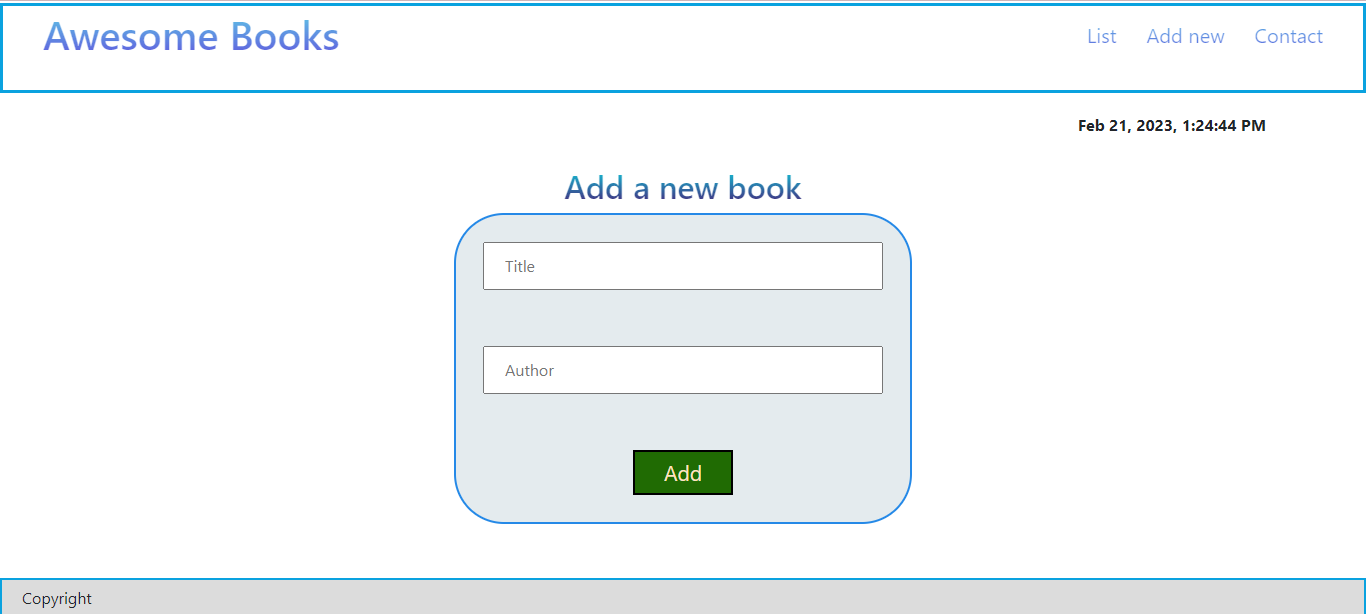 Awesome Books
List Add new Contact
Feb 21, 2023, 1:24:44 PM
Add a new book
Title
Author
Add
Copyright